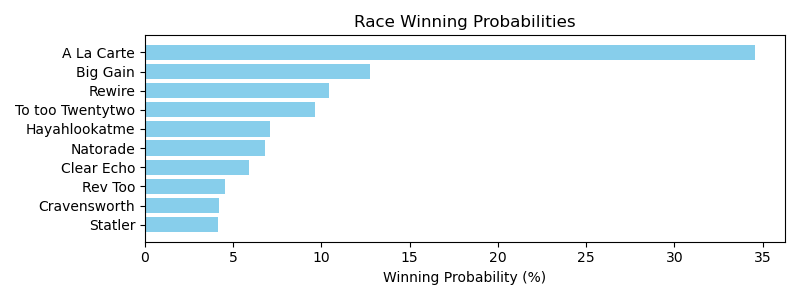 Race Winning Probabilities
A La Carte
Big Gain
Rewire
To too Twentytwo
Hayahlookatme
Natorade
Clear Echo
Rev Too
Cravensworth
Statler
0 5 10 15 20 25 30 35
Winning Probability (%)